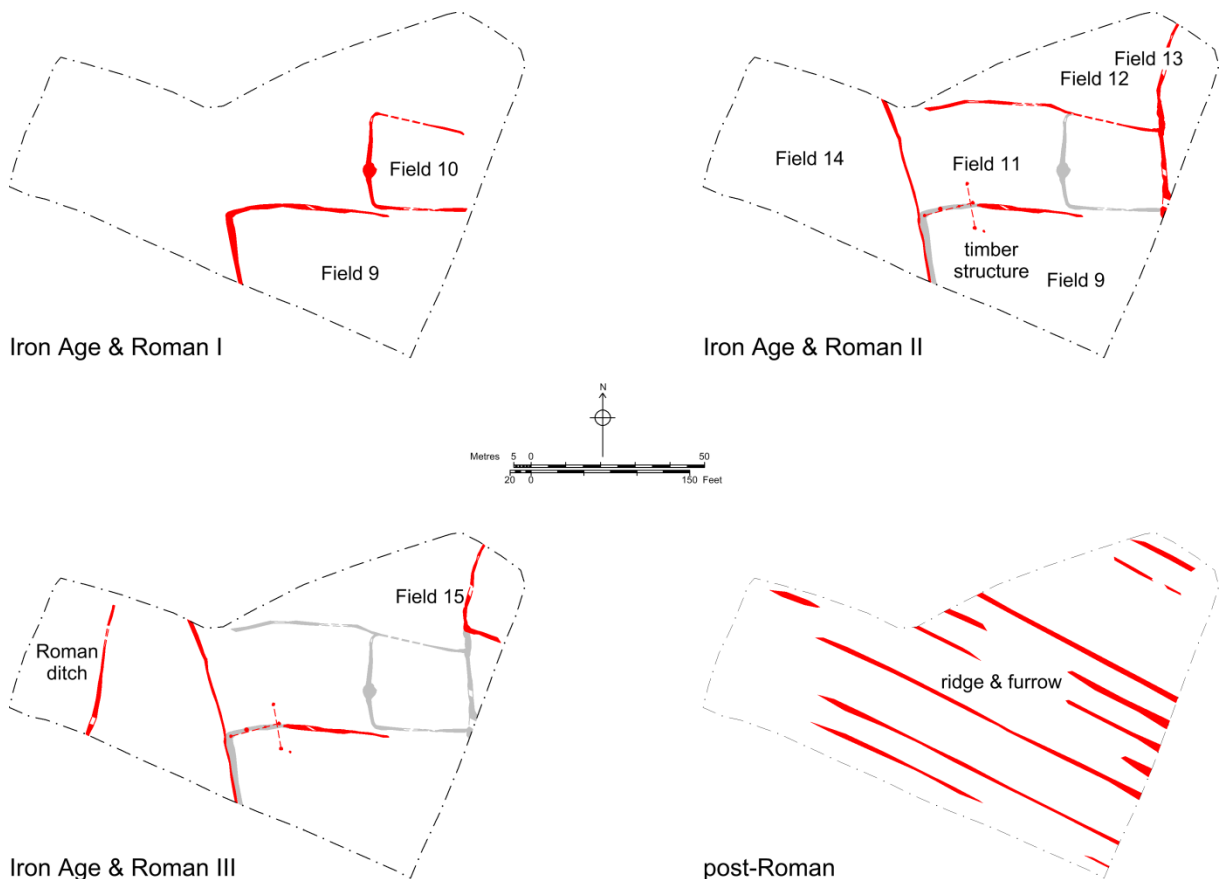 Field 10
Field 9
Iron Age & Roman I
Field 13
Field 12
Field 14
Field 11
timber
structure
Field 9
Iron Age & Roman II
N
Metres 5 0 50
20 0 150 Feet
Field 15
Roman
ditch
Iron Age & Roman III
ridge & furrow
post-Roman